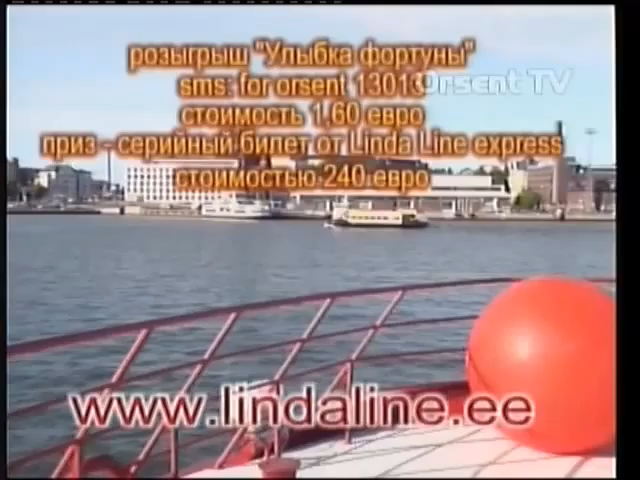 розыгрыш "Улыбка фортуны"
sms: for orsent 13013
Orsent TV
стоимость 1,60 евро
приз - серийный билет от Linda Line express
стоимостью 240 евро
www.lindaline.ee